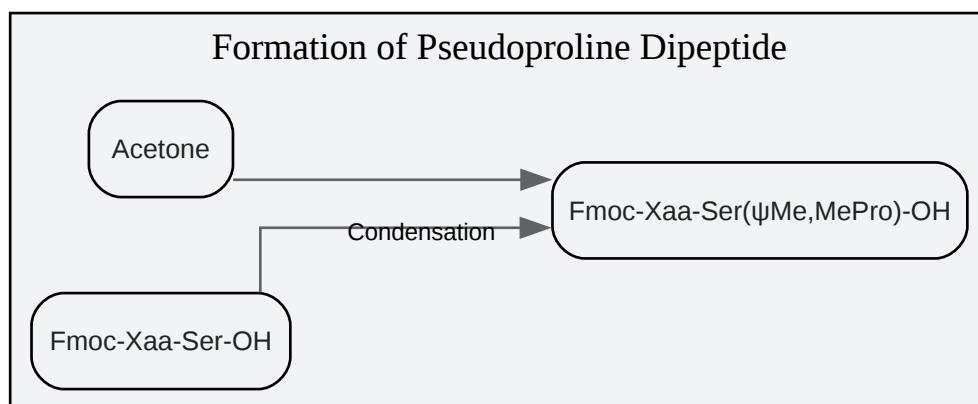 Formation of Pseudoproline Dipeptide
Acetone
Fmoc-Xaa-Ser(ψMe,MePro)-OH
Condensation
Fmoc-Xaa-Ser-OH